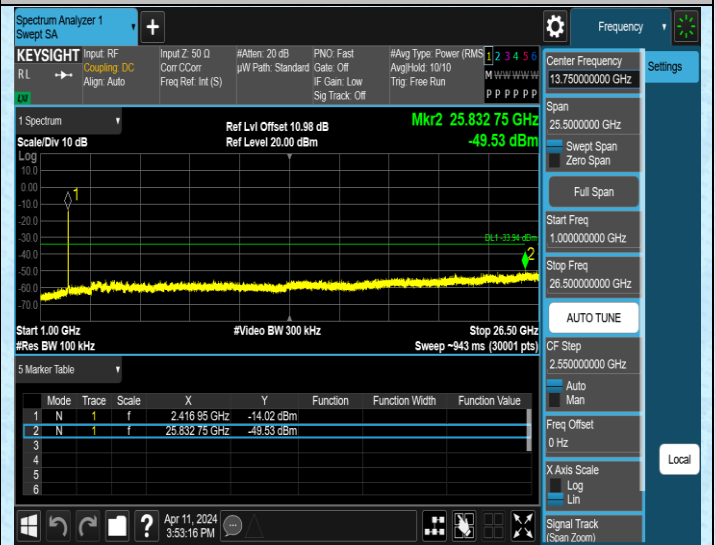 Spectrum Analyzer 1
Swept SA
+
Frequency
KEYSIGHT
RL
LXI
Input: RF
Coupling: DC
Align: Auto
Input Z: 50 Ω
Corr CCorr
Freq Ref: Int (S)
#Atten: 20 dB
µW Path: Standard
PNO: Fast
Gate: Off
IF Gain: Low
Sig Track: Off
#Avg Type: Power (RMS
Avg|Hold: 10/10
Trig: Free Run
1 2 3 4 5 6
M W W W W W
P P P P P P
Center Frequency
13.750000000 GHz
Settings
1 Spectrum
Scale/Div 10 dB
Ref Lvl Offset 10.98 dB
Ref Level 20.00 dBm
Mkr2 25.832 75 GHz
-49.53 dBm
Log
10.0
0.00
-10.0
-20.0
-30.0
-40.0
-50.0
-60.0
-70.0
1
DL1 -33.94 dBm
2
Start 1.00 GHz
#Video BW 300 kHz
Stop 26.50 GHz
#Res BW 100 kHz
Sweep ~943 ms (30001 pts)
Span
25.5000000 GHz
Swept Span
Zero Span
Full Span
Start Freq
1.000000000 GHz
Stop Freq
26.500000000 GHz
AUTO TUNE
CF Step
2.550000000 GHz
Auto
Man
Freq Offset
0 Hz
X Axis Scale
Log
Lin
Signal Track
(Span Zoom)
Local
5 Marker Table
Mode Trace Scale X Y Function Function Width Function Value
1 N 1 f 2.416 95 GHz -14.02 dBm
2 N 1 f 25.832 75 GHz -49.53 dBm
3
4
5
6
?
Apr 11, 2024
3:53:16 PM